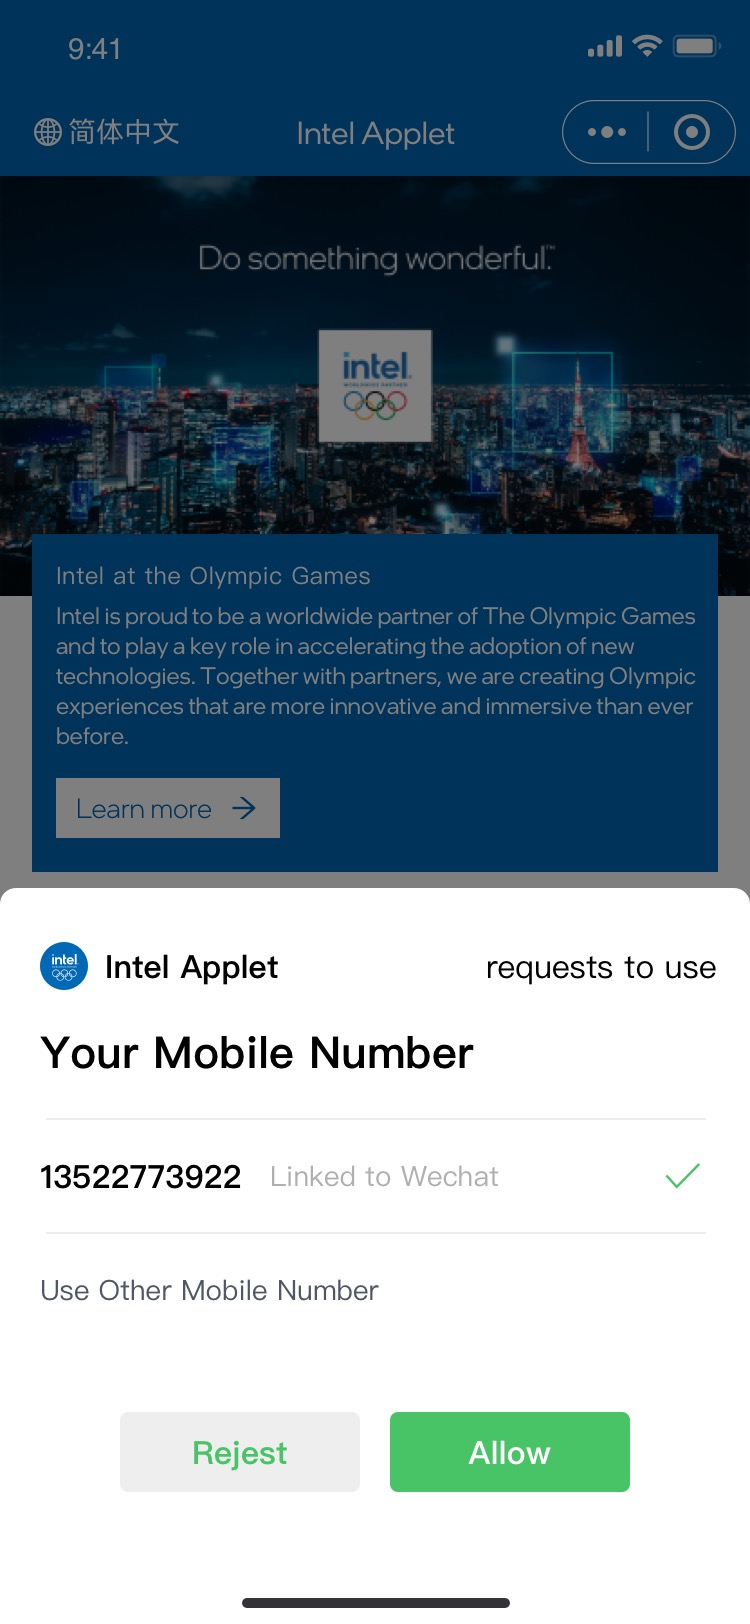 9:41
简体中文
Intel Applet
Do something wonderful.™
intel.
WORLDWIDE PARTNER
Intel at the Olympic Games
Intel is proud to be a worldwide partner of The Olympic Games
and to play a key role in accelerating the adoption of new
technologies. Together with partners, we are creating Olympic
experiences that are more innovative and immersive than ever
before.
Learn more
intel
Intel Applet requests to use
Your Mobile Number
13522773922 Linked to Wechat
Use Other Mobile Number
Rejest
Allow